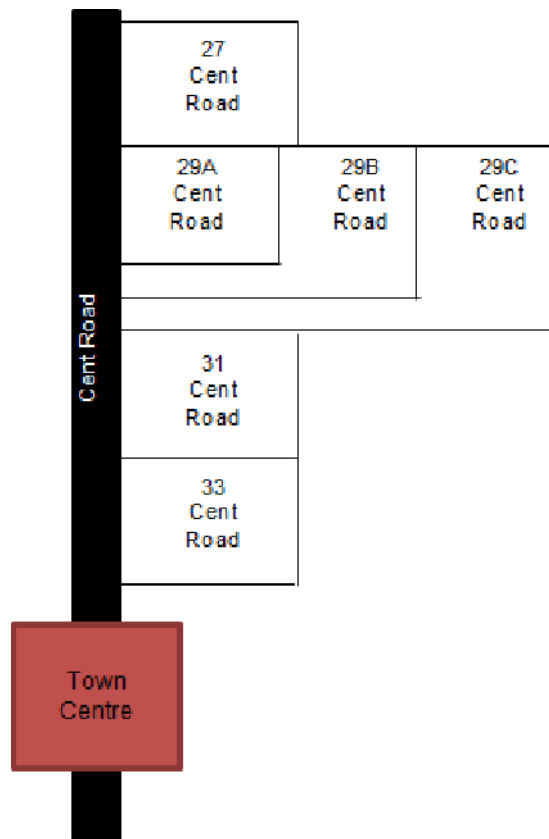 27
Cent
Road
29A
Cent
Road
29B
Cent
Road
29C
Cent
Road
Cent Road
31
Cent
Road
33
Cent
Road
Town
Centre